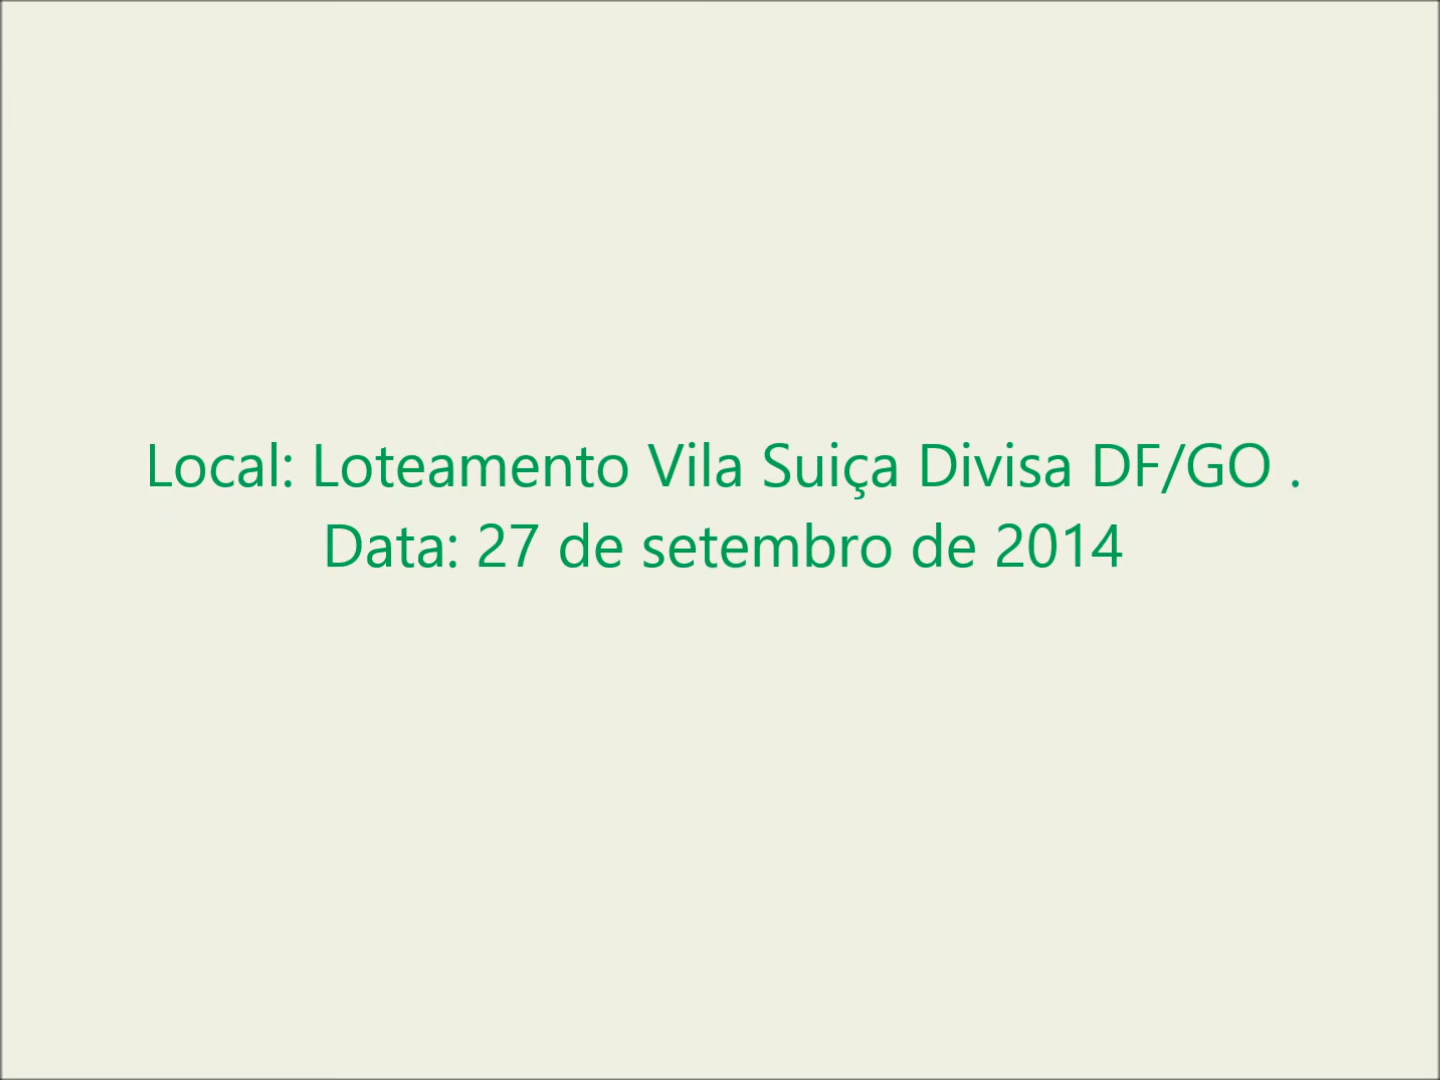 Local: Loteamento Vila Suiça Divisa DF/GO .
Data: 27 de setembro de 2014